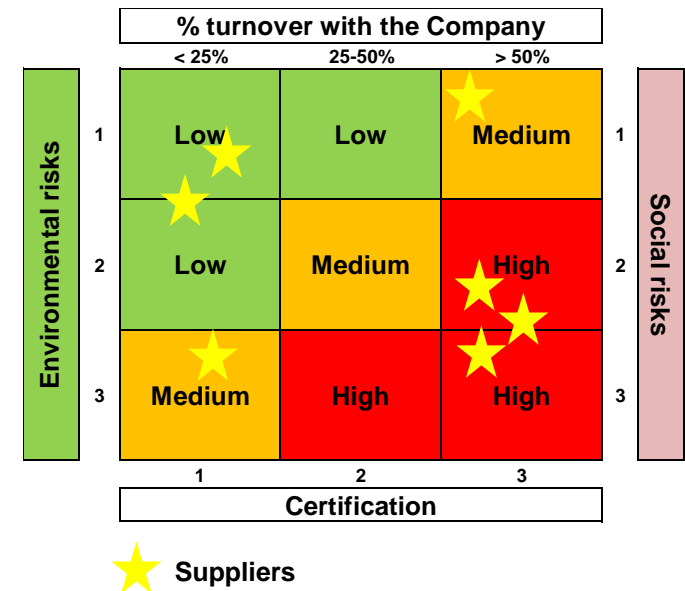 % turnover with the Company
< 25% 25-50% > 50%
Environmental risks
Social risks
1 Low Low Medium 1
2 Low Medium High 2
3 Medium High High 3
1 2 3
Certification
Suppliers